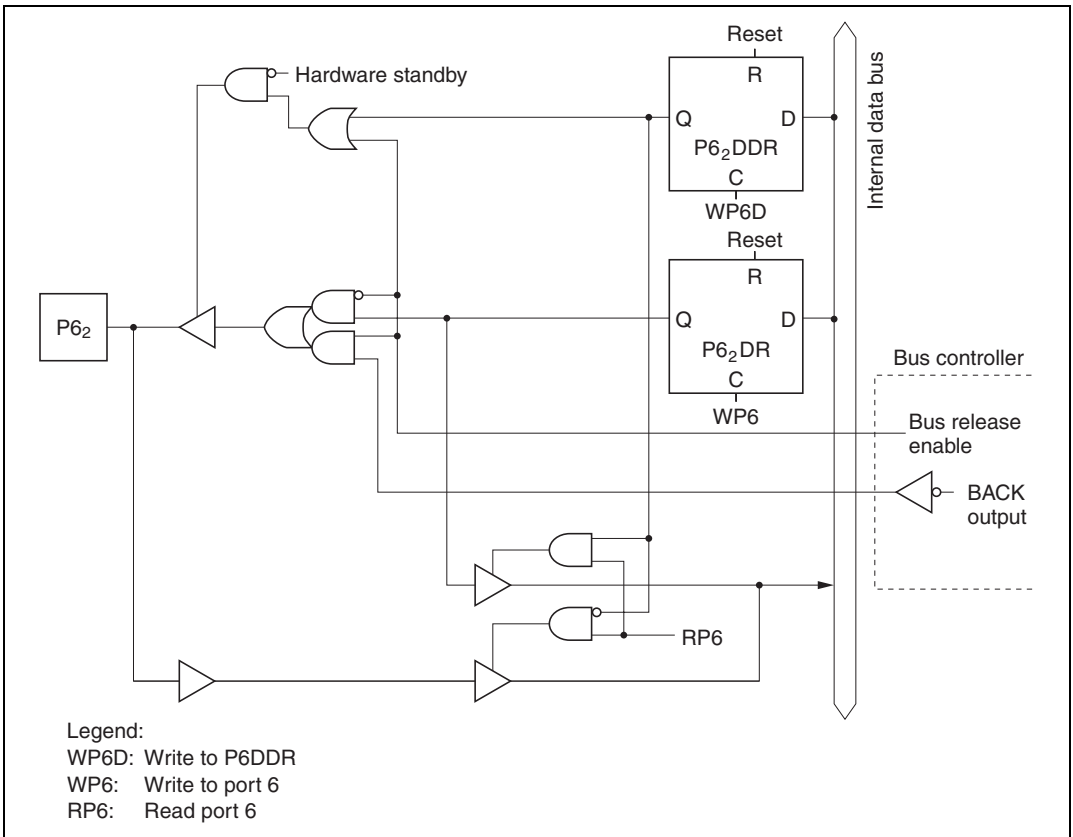 Reset
Hardware standby
R
Q
D
P6₂DDR
C
WP6D
Internal data bus
Reset
R
P6₂
Q
D
P6₂DR
C
WP6
Bus controller
Bus release
enable
BACK
output
RP6
Legend:
WP6D: Write to P6DDR
WP6: Write to port 6
RP6: Read port 6